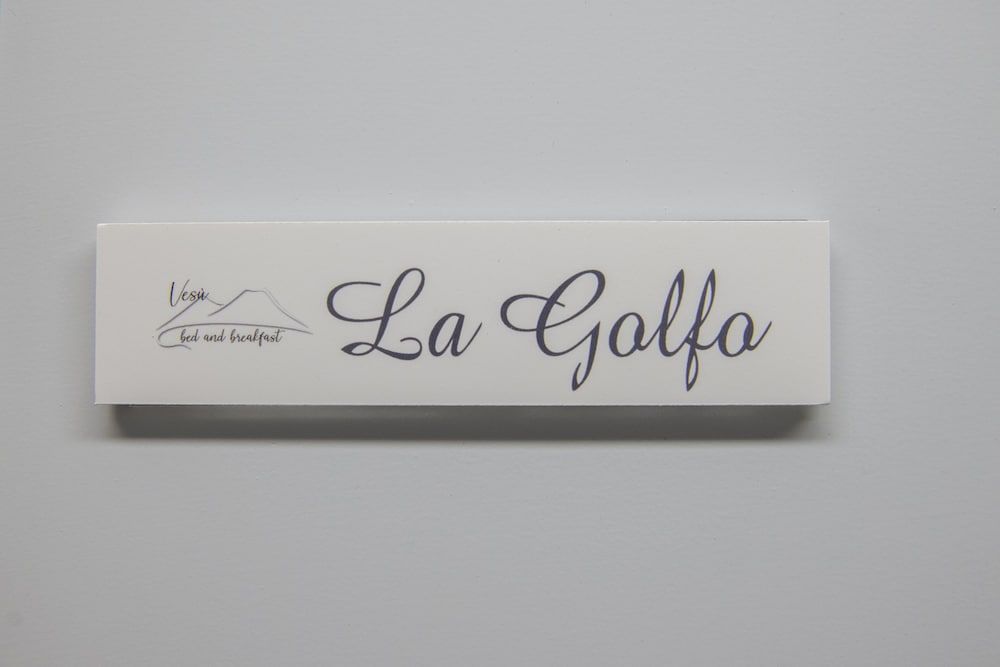 Vesù
bed and breakfast
La Golfo